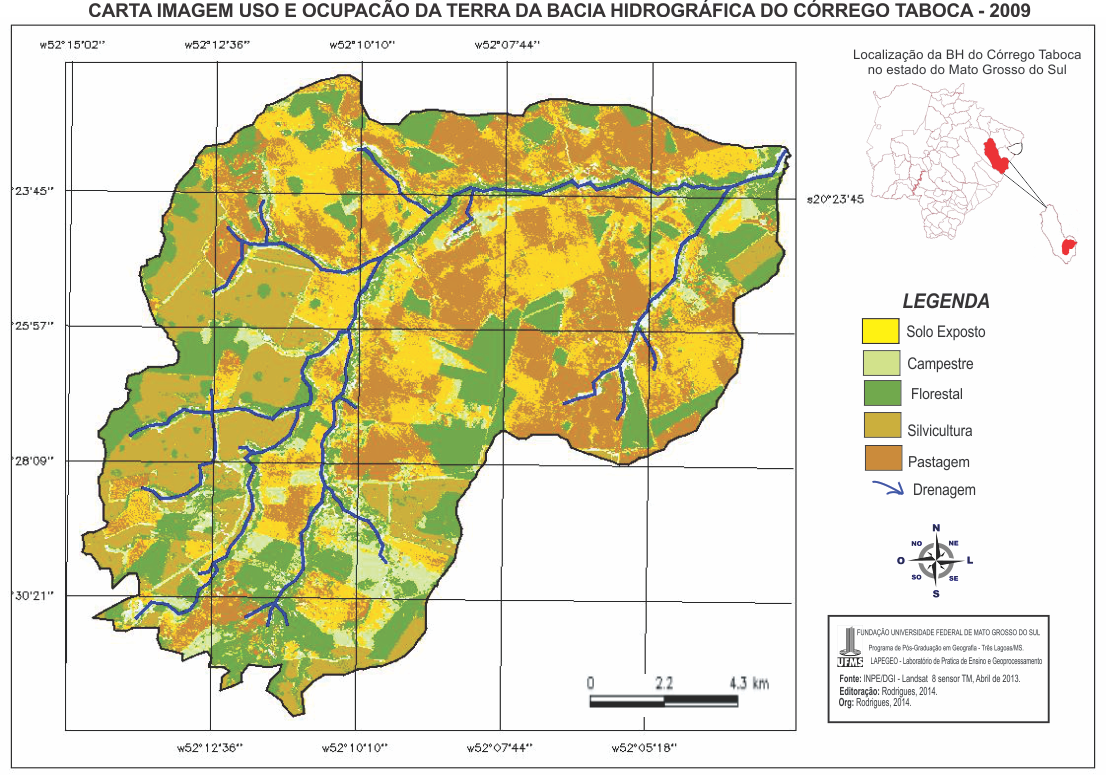 CARTA IMAGEM USO E OCUPACÃO DA TERRA DA BACIA HIDROGRÁFICA DO CÓRREGO TABOCA - 2009
w52°15'02'' w52°12'36'' w52°10'10'' w52°07'44''
Localização da BH do Córrego Taboca
no estado do Mato Grosso do Sul
°23'45''
s20°23'45
°25'57''
°28'09''
°30'21''
LEGENDA
Solo Exposto
Campestre
Florestal
Silvicultura
Pastagem
Drenagem
N
NO NE
O L
SO SE
S
0 2.2 4.3 km
w52°12'36'' w52°10'10'' w52°07'44'' w52°05'18''
UFMS
FUNDAÇÃO UNIVERSIDADE FEDERAL DE MATO GROSSO DO SUL
Programa de Pós-Graduação em Geografia - Três Lagoas/MS.
LAPEGEO - Laboratório de Pratica de Ensino e Geoprocessamento
Fonte: INPE/DGI - Landsat 8 sensor TM, Abril de 2013.
Editoração: Rodrigues, 2014.
Org: Rodrigues, 2014.